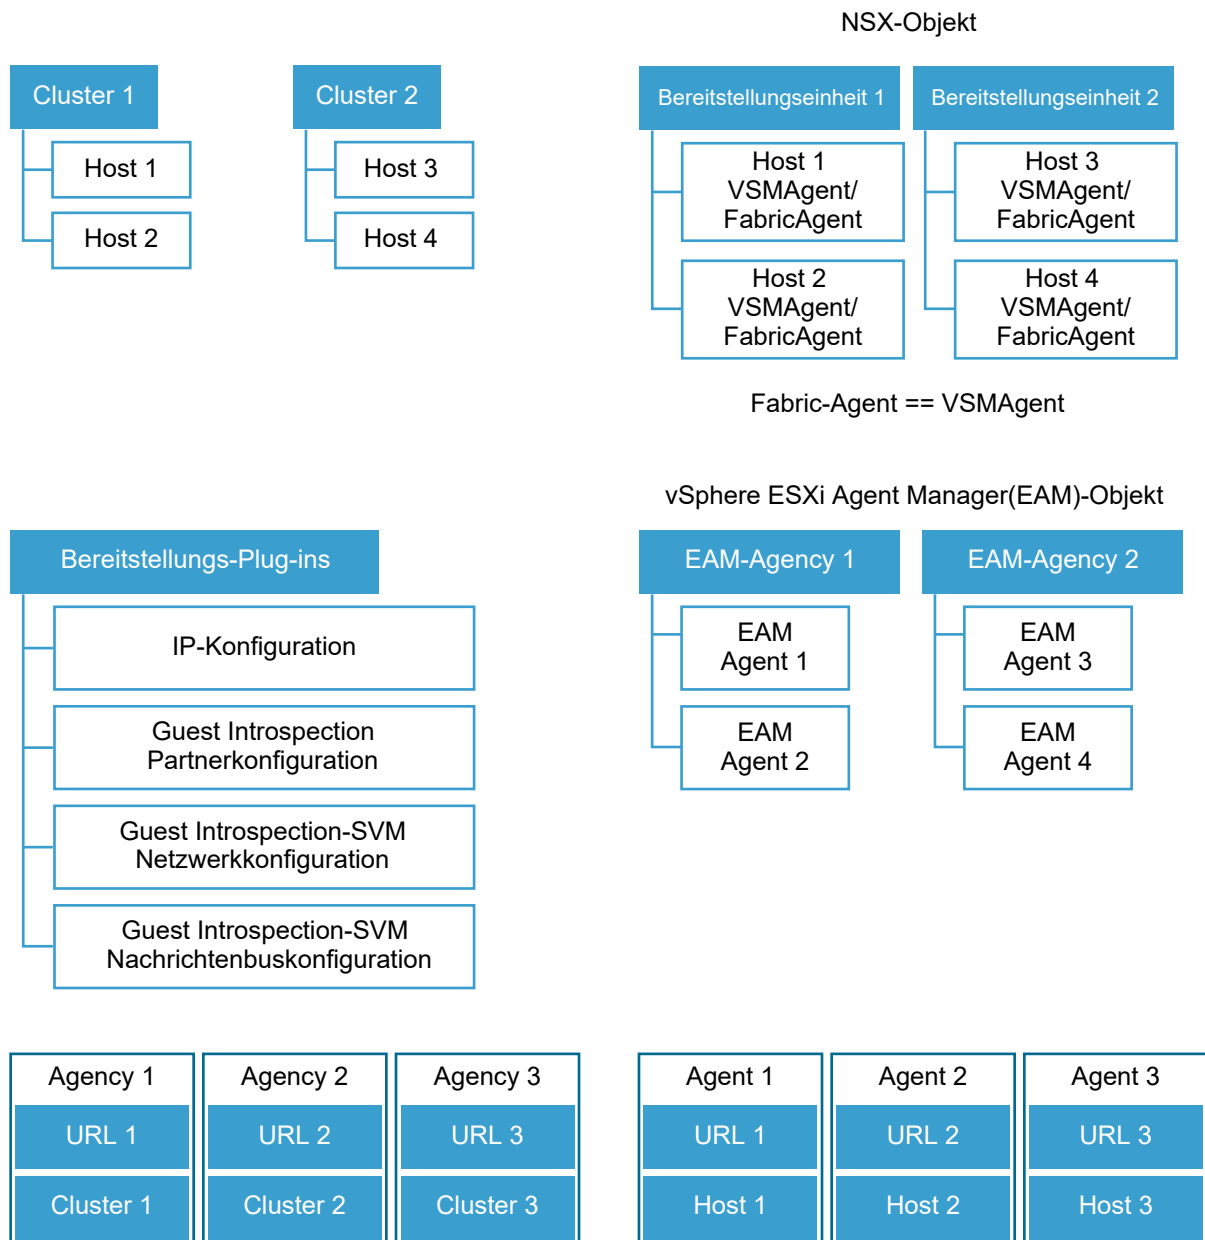 NSX-Objekt
Cluster 1
Host 1
Host 2
Cluster 2
Host 3
Host 4
Bereitstellungseinheit 1
Host 1
VSMAgent/
FabricAgent
Host 2
VSMAgent/
FabricAgent
Bereitstellungseinheit 2
Host 3
VSMAgent/
FabricAgent
Host 4
VSMAgent/
FabricAgent
Fabric-Agent == VSMAgent
Bereitstellungs-Plug-ins
IP-Konfiguration
Guest Introspection
Partnerkonfiguration
Guest Introspection-SVM
Netzwerkkonfiguration
Guest Introspection-SVM
Nachrichtenbuskonfiguration
vSphere ESXi Agent Manager(EAM)-Objekt
EAM-Agency 1
EAM
Agent 1
EAM
Agent 2
EAM-Agency 2
EAM
Agent 3
EAM
Agent 4
Agency 1
URL 1
Cluster 1
Agency 2
URL 2
Cluster 2
Agency 3
URL 3
Cluster 3
Agent 1
URL 1
Host 1
Agent 2
URL 2
Host 2
Agent 3
URL 3
Host 3